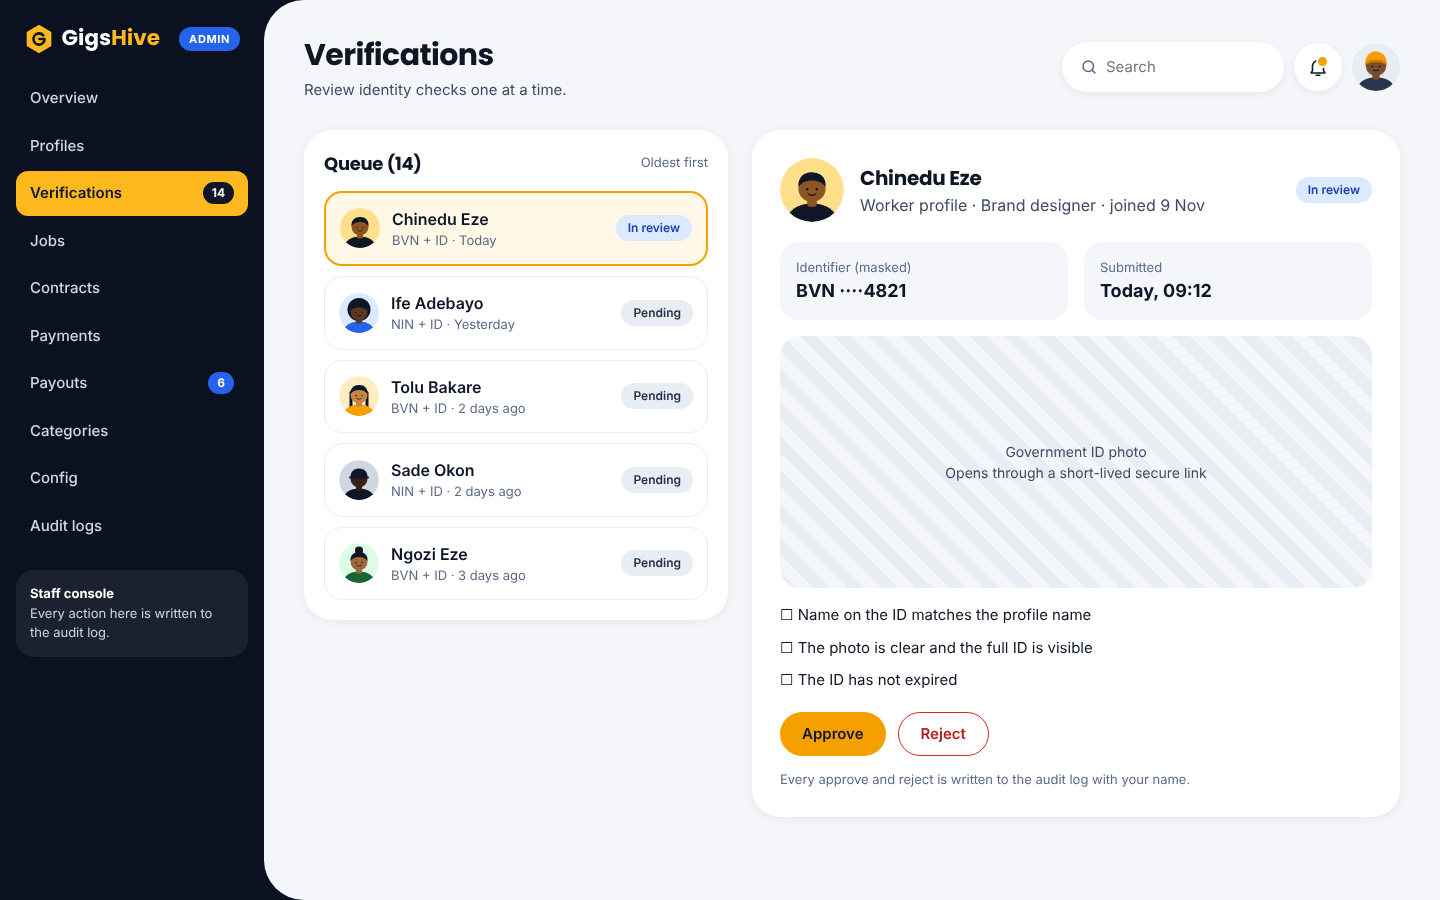 GigsHive ADMIN
Overview
Profiles
Verifications 14
Jobs
Contracts
Payments
Payouts 6
Categories
Config
Audit logs
Staff console
Every action here is written to
the audit log.
Verifications
Review identity checks one at a time.
Search
Queue (14) Oldest first
Chinedu Eze
BVN + ID · Today
In review
Ife Adebayo
NIN + ID · Yesterday
Pending
Tolu Bakare
BVN + ID · 2 days ago
Pending
Sade Okon
NIN + ID · 2 days ago
Pending
Ngozi Eze
BVN + ID · 3 days ago
Pending
Chinedu Eze
Worker profile · Brand designer · joined 9 Nov
In review
Identifier (masked)
BVN ····4821
Submitted
Today, 09:12
Government ID photo
Opens through a short-lived secure link
☐ Name on the ID matches the profile name
☐ The photo is clear and the full ID is visible
☐ The ID has not expired
Approve Reject
Every approve and reject is written to the audit log with your name.